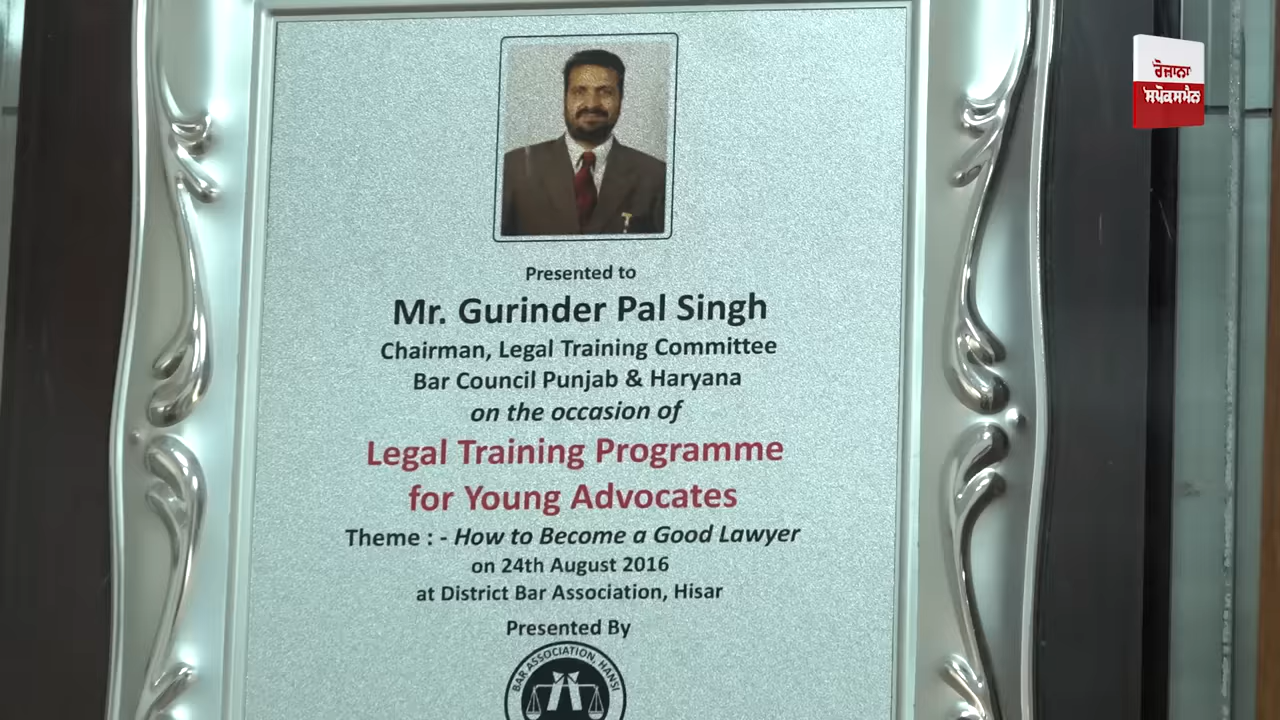 ਰੋਜ਼ਾਨਾ
ਸਪੋਕਸਮੈਨ
Presented to
Mr. Gurinder Pal Singh
Chairman, Legal Training Committee
Bar Council Punjab & Haryana
on the occasion of
Legal Training Programme
for Young Advocates
Theme : - How to Become a Good Lawyer
on 24th August 2016
at District Bar Association, Hisar
Presented By
BAR ASSOCIATION, HANSI